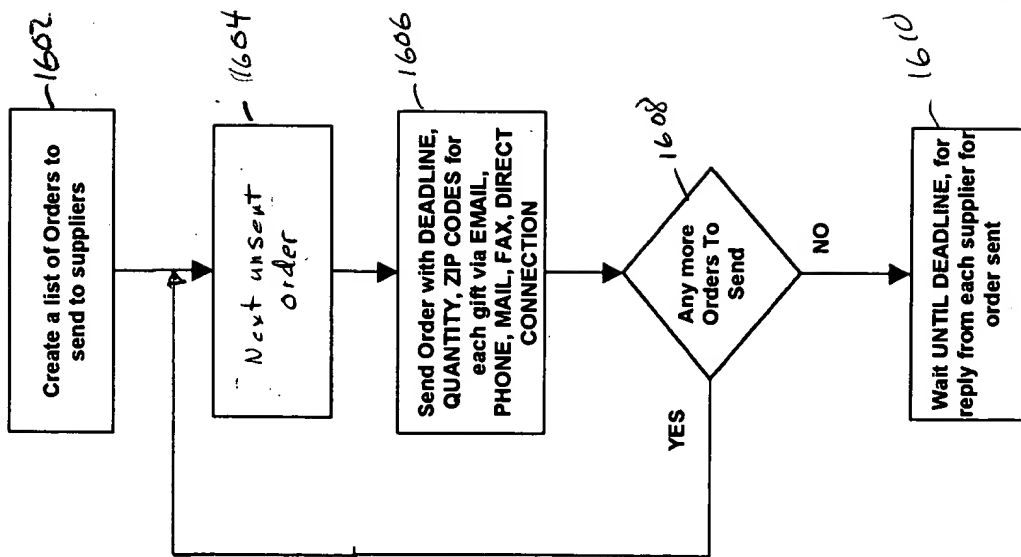 1602
Create a list of Orders to
send to suppliers
1604
Next unsent
order
1606
Send Order with DEADLINE,
QUANTITY, ZIP CODES for
each gift via EMAIL,
PHONE, MAIL, FAX, DIRECT
CONNECTION
1608
Any more
Orders To
Send
YES
NO
1610
Wait UNTIL DEADLINE, for
reply from each supplier for
order sent